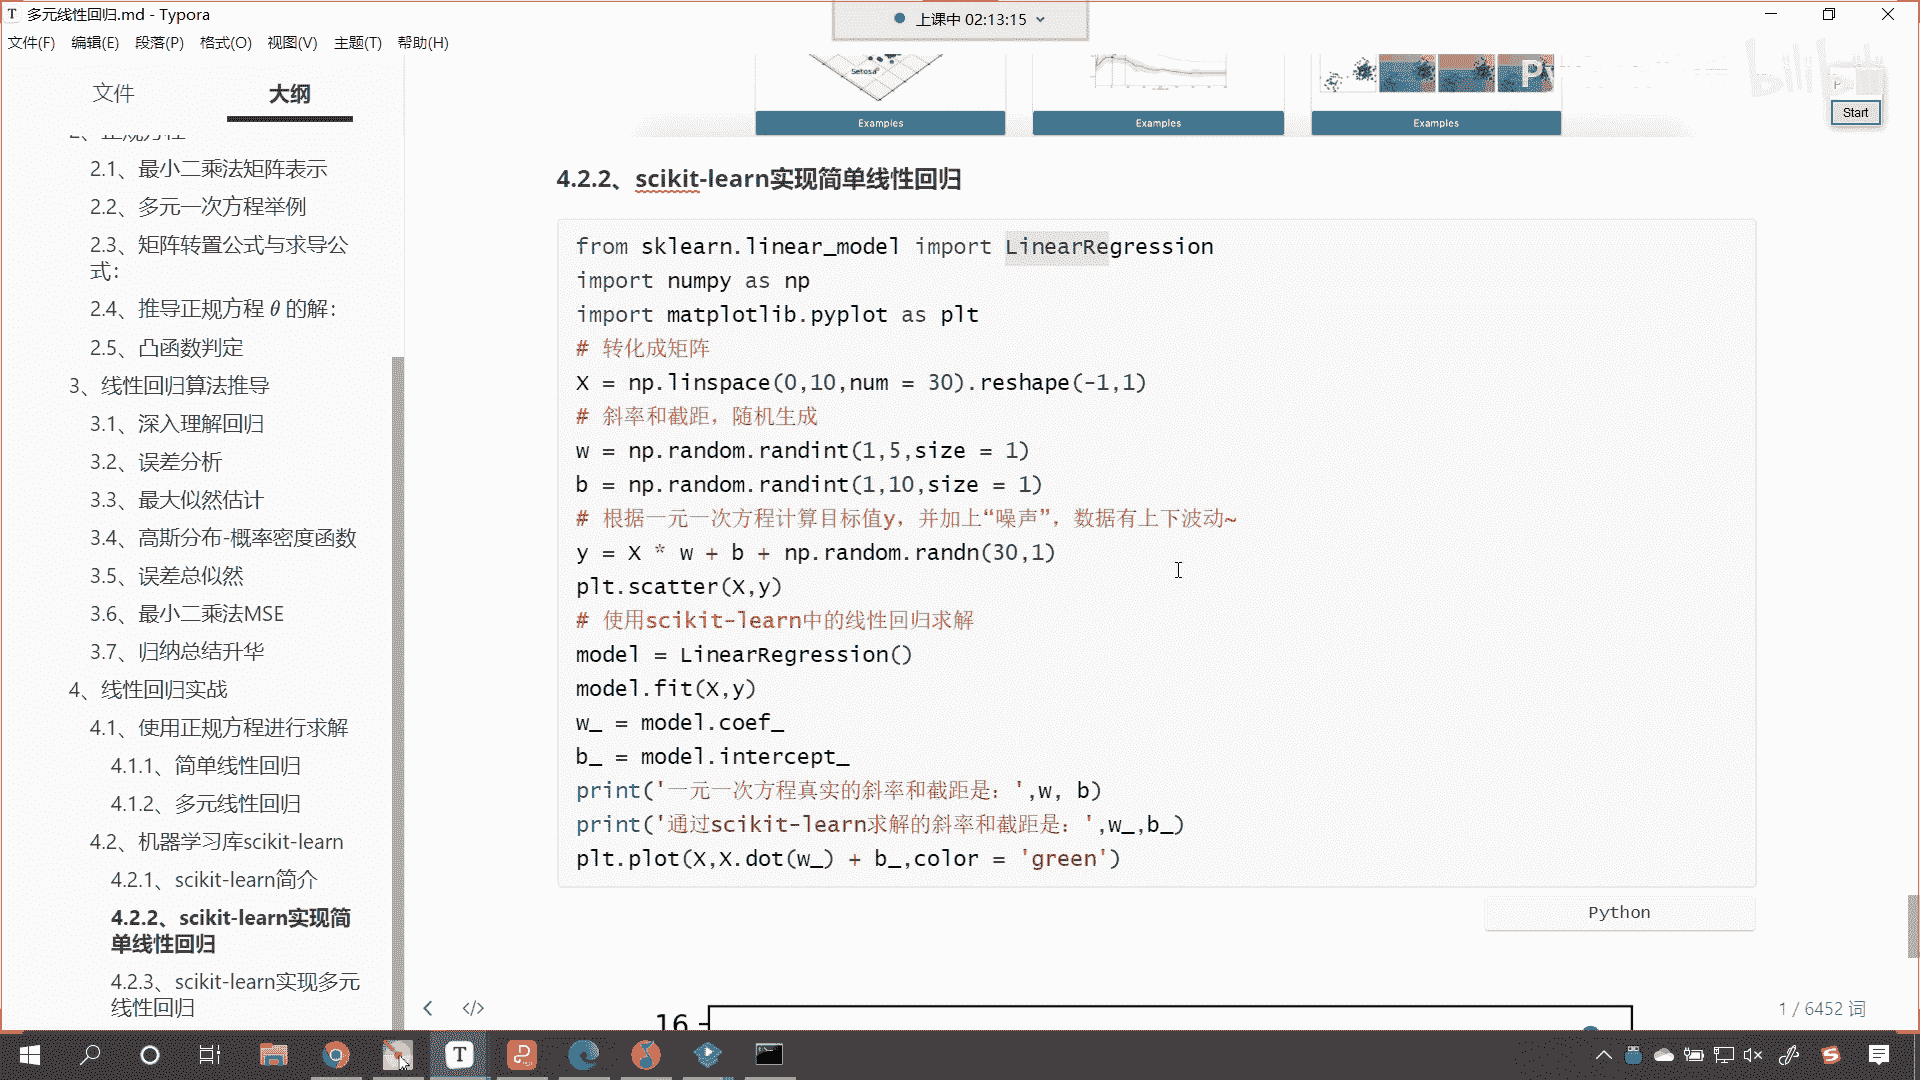 多元线性回归.md - Typora
上课中 02:13:15
文件(F) 编辑(E) 段落(P) 格式(O) 视图(V) 主题(T) 帮助(H)
文件 大纲
2、正规方程
2.1、最小二乘法矩阵表示
2.2、多元一次方程举例
2.3、矩阵转置公式与求导公
式：
2.4、推导正规方程 θ 的解：
2.5、凸函数判定
3、线性回归算法推导
3.1、深入理解回归
3.2、误差分析
3.3、最大似然估计
3.4、高斯分布-概率密度函数
3.5、误差总似然
3.6、最小二乘法MSE
3.7、归纳总结升华
4、线性回归实战
4.1、使用正规方程进行求解
4.1.1、简单线性回归
4.1.2、多元线性回归
4.2、机器学习库scikit-learn
4.2.1、scikit-learn简介
4.2.2、scikit-learn实现简
单线性回归
4.2.3、scikit-learn实现多元
线性回归
Setosa
bilibili
Start
Examples
Examples
Examples
4.2.2、scikit-learn实现简单线性回归
from sklearn.linear_model import LinearRegression
import numpy as np
import matplotlib.pyplot as plt
# 转化成矩阵
X = np.linspace(0,10,num = 30).reshape(-1,1)
# 斜率和截距，随机生成
w = np.random.randint(1,5,size = 1)
b = np.random.randint(1,10,size = 1)
# 根据一元一次方程计算目标值y，并加上“噪声”，数据有上下波动~
y = X * w + b + np.random.randn(30,1)
plt.scatter(X,y)
# 使用scikit-learn中的线性回归求解
model = LinearRegression()
model.fit(X,y)
w_ = model.coef_
b_ = model.intercept_
print('一元一次方程真实的斜率和截距是：',w, b)
print('通过scikit-learn求解的斜率和截距是：',w_,b_)
plt.plot(X,X.dot(w_) + b_,color = 'green')
Python
16
1 / 6452 词